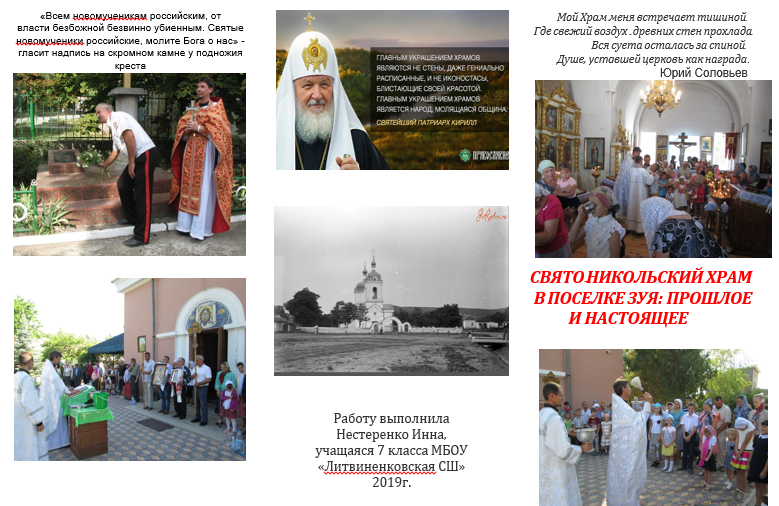 «Всем новомученикам российским, от
власти безбожной безвинно убиенным. Святые
новомученики российские, молите Бога о нас» -
гласит надпись на скромном камне у подножия
креста
ГЛАВНЫМ УКРАШЕНИЕМ ХРАМОВ
ЯВЛЯЮТСЯ НЕ СТЕНЫ, ДАЖЕ ГЕНИАЛЬНО
РАСПИСАННЫЕ, И НЕ ИКОНОСТАСЫ,
БЛИСТАЮЩИЕ СВОЕЙ КРАСОТОЙ.
ГЛАВНЫМ УКРАШЕНИЕМ ХРАМОВ
ЯВЛЯЕТСЯ НАРОД, МОЛЯЩАЯСЯ ОБЩИНА.
СВЯТЕЙШИЙ ПАТРИАРХ КИРИЛЛ
Работу выполнила
Нестеренко Инна,
учащаяся 7 класса МБОУ
«Литвиненковская СШ»
2019г.
Мой Храм меня встречает тишиной
Где свежий воздух .древних стен прохлада.
Вся суета осталась за спиной
Душе, уставшей церковь как награда.
Юрий Соловьев
СВЯТО-НИКОЛЬСКИЙ ХРАМ
В ПОСЕЛКЕ ЗУЯ: ПРОШЛОЕ
И НАСТОЯЩЕЕ